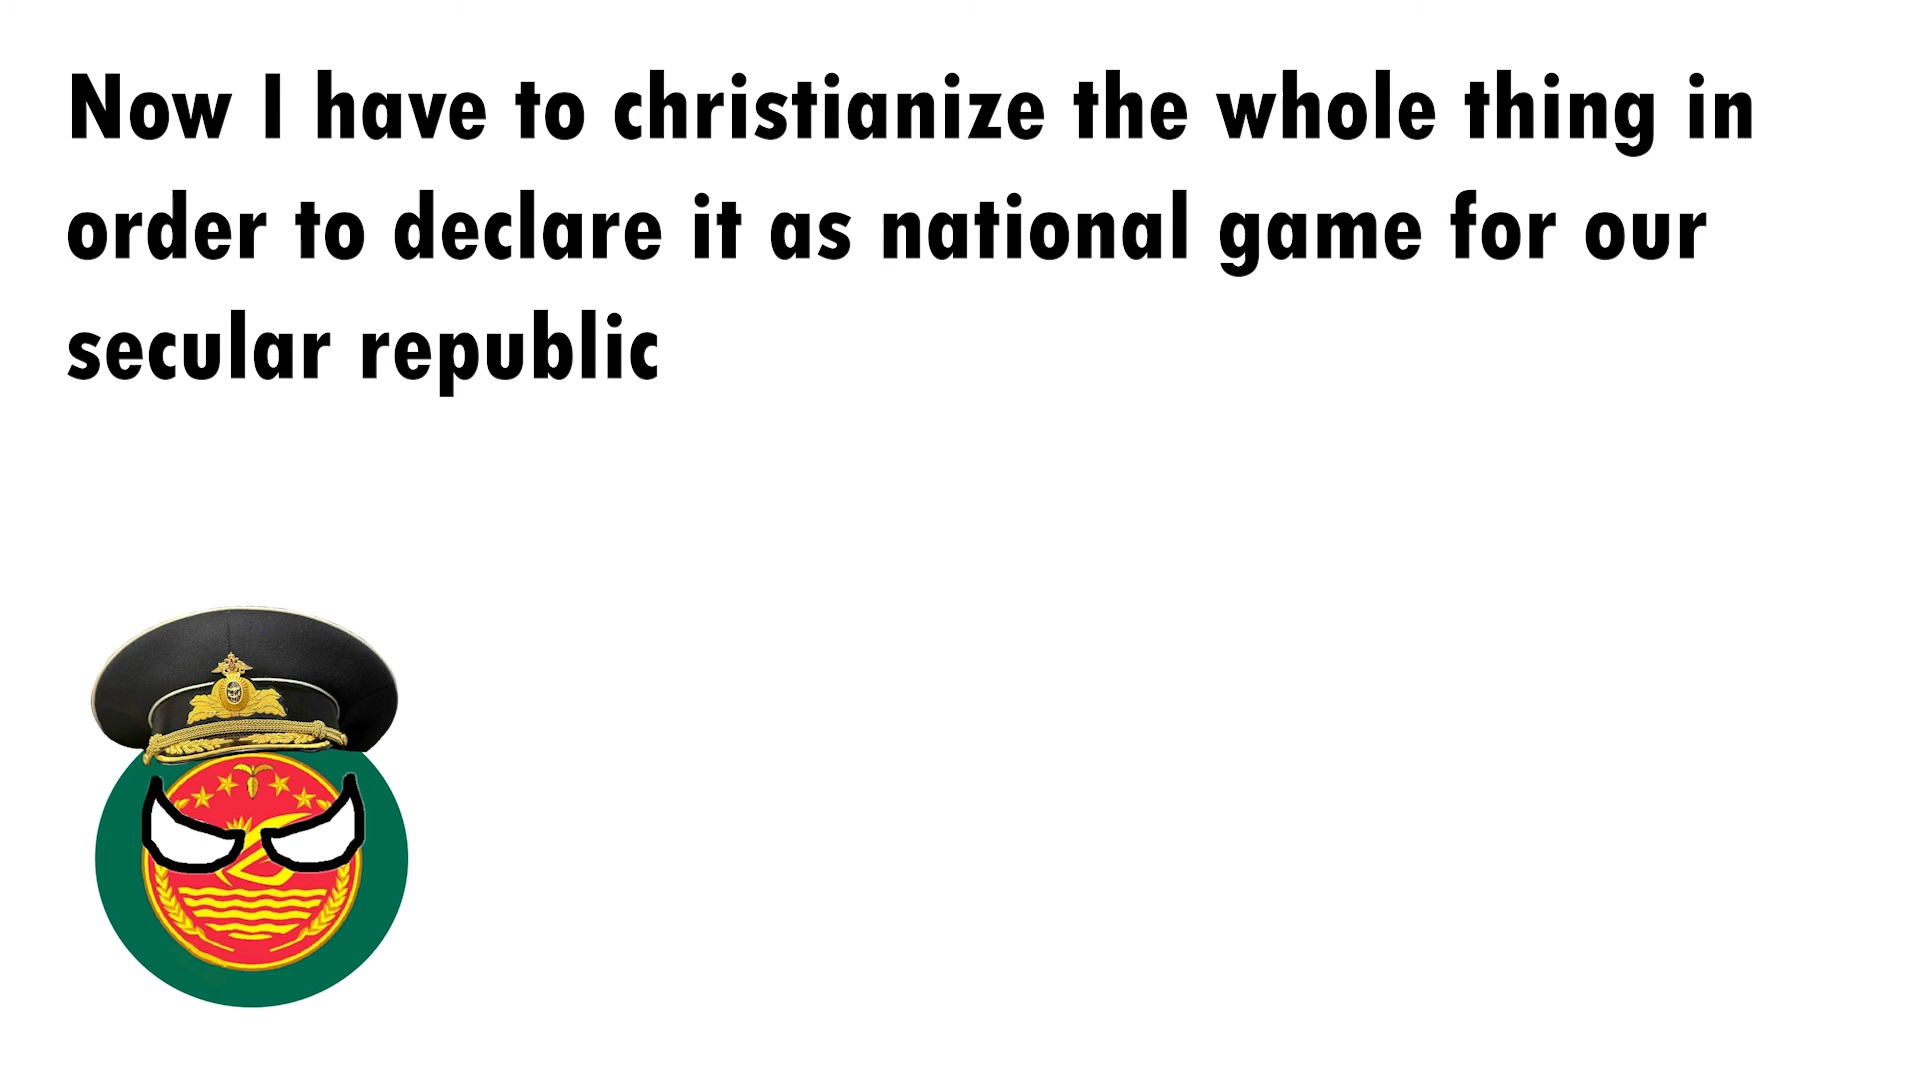 Now I have to christianize the whole thing in
order to declare it as national game for our
secular republic